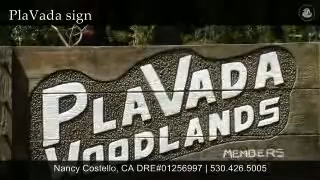 PlaVada sign
PLAVADA
WOODLANDS
MEMBERS
Nancy Costello, CA DRE#01256997 | 530.426.5005